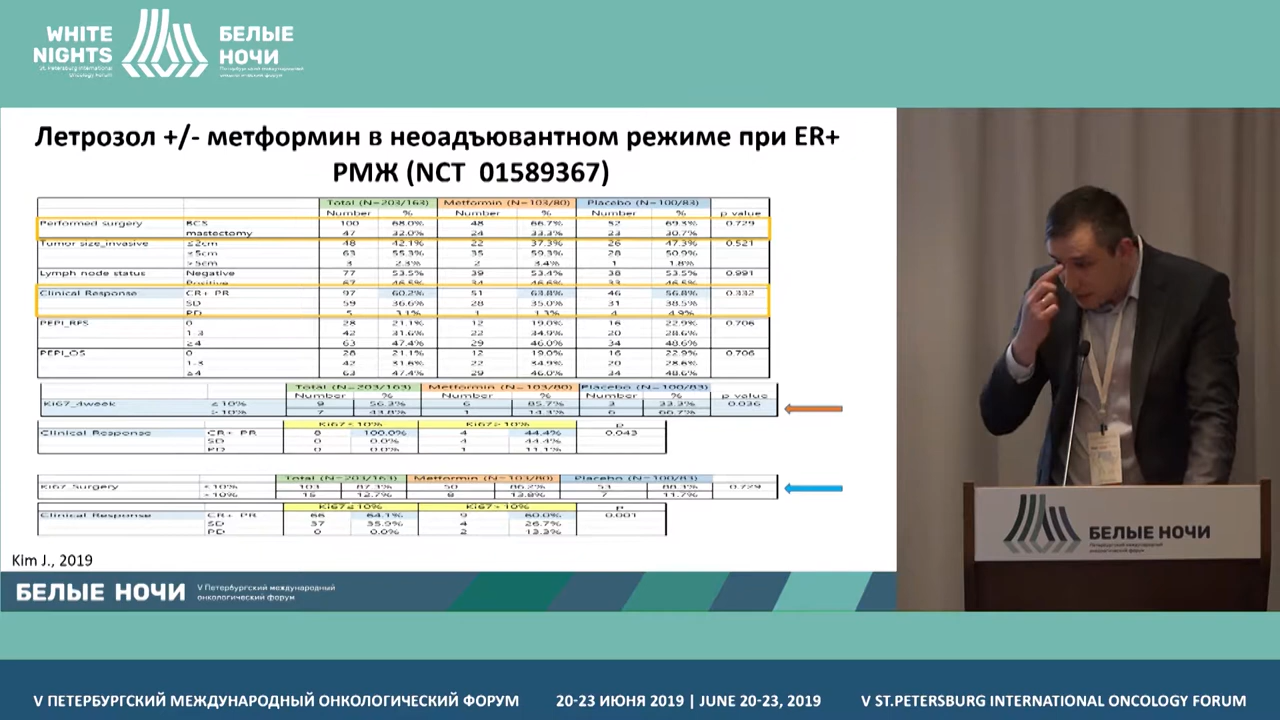 WHITE NIGHTS
St. Petersburg International Oncology Forum
БЕЛЫЕ НОЧИ
Петербургский международный онкологический форум
Летрозол +/- метформин в неоадъювантном режиме при ER+
РМЖ (NCT 01589367)
Total (N=203/163) Metformin (N=103/80) Placebo (N=100/83)
Number % Number % Number % p value
Performed surgery BCS 100 68.0% 48 66.7% 52 69.3% 0.729
mastectomy 47 32.0% 24 33.3% 23 30.7%
Tumor size_invasive ≤2cm 48 42.1% 22 37.3% 26 47.3% 0.521
≤5cm 63 55.3% 35 59.3% 28 50.9%
>5cm 3 2.3% 2 3.4% 1 1.8%
Lymph node status Negative 77 53.5% 39 53.4% 38 53.5% 0.991
Positive 67 46.5% 34 46.6% 33 46.5%
Clinical Response CR+ PR 97 60.2% 51 63.8% 46 56.8% 0.332
SD 59 36.6% 28 35.0% 31 38.5%
PD 5 3.1% 1 1.3% 4 4.9%
PEPI_RFS 0 28 21.1% 12 19.0% 16 22.9% 0.706
1-3 42 31.6% 22 34.9% 20 28.6%
≥4 63 47.4% 29 46.0% 34 48.6%
PEPI_OS 0 28 21.1% 12 19.0% 16 22.9% 0.706
1-3 42 31.6% 22 34.9% 20 28.6%
≥4 63 47.4% 29 46.0% 34 48.6%
Total (N=203/163) Metformin (N=103/80) Placebo (N=100/83)
Number % Number % Number % p value
Ki67_4week ≤10% 9 56.3% 6 85.7% 3 33.3% 0.036
>10% 7 43.8% 1 14.3% 6 66.7%
Ki67≤10% Ki67>10% p
Clinical Response CR+ PR 8 100.0% 4 44.4% 0.043
SD 0 0.0% 4 44.4%
PD 0 0.0% 1 11.1%
Total (N=203/163) Metformin (N=103/80) Placebo (N=100/83)
Ki67_Surgery ≤10% 103 87.3% 50 86.2% 53 88.3% 0.729
>10% 15 12.7% 8 13.8% 7 11.7%
Ki67≤10% Ki67>10% p
Clinical Response CR+ PR 66 64.1% 9 60.0% 0.001
SD 37 35.9% 4 26.7%
PD 0 0.0% 2 13.3%
Kim J., 2019
БЕЛЫЕ НОЧИ
V Петербургский международный
онкологический форум
БЕЛЫЕ НОЧИ
V ПЕТЕРБУРГСКИЙ МЕЖДУНАРОДНЫЙ ОНКОЛОГИЧЕСКИЙ ФОРУМ 20-23 ИЮНЯ 2019 | JUNE 20-23, 2019 V ST.PETERSBURG INTERNATIONAL ONCOLOGY FORUM